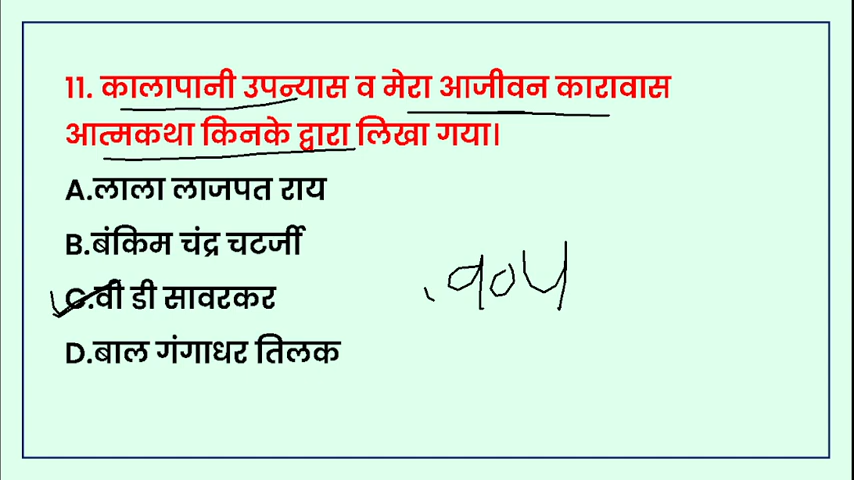 11. कालापानी उपन्यास व मेरा आजीवन कारावास
आत्मकथा किनके द्वारा लिखा गया।
A.लाला लाजपत राय
B.बंकिम चंद्र चटर्जी
C.वी डी सावरकर
D.बाल गंगाधर तिलक